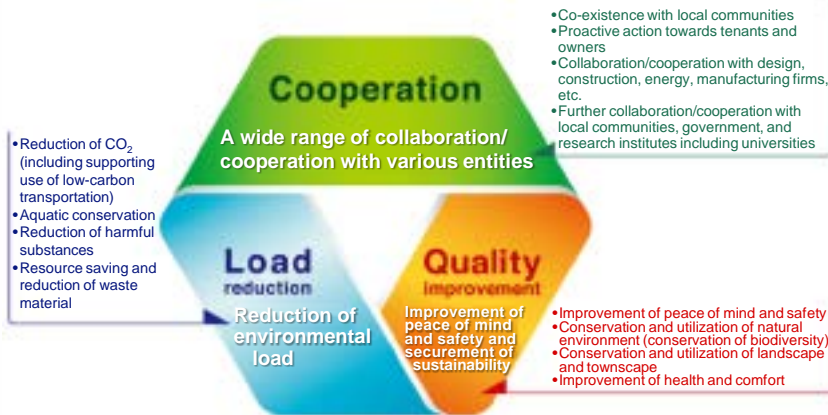 •Co-existence with local communities
•Proactive action towards tenants and
owners
•Collaboration/cooperation with design,
construction, energy, manufacturing firms,
etc.
•Further collaboration/cooperation with
local communities, government, and
research institutes including universities
Cooperation
A wide range of collaboration/
cooperation with various entities
•Reduction of CO₂
(including supporting
use of low-carbon
transportation)
•Aquatic conservation
•Reduction of harmful
substances
•Resource saving and
reduction of waste
material
Load
reduction
Reduction of
environmental
load
Quality
improvement
Improvement of
peace of mind
and safety and
securement of
sustainability
•Improvement of peace of mind and safety
•Conservation and utilization of natural
environment (conservation of biodiversity)
•Conservation and utilization of landscape
and townscape
•Improvement of health and comfort